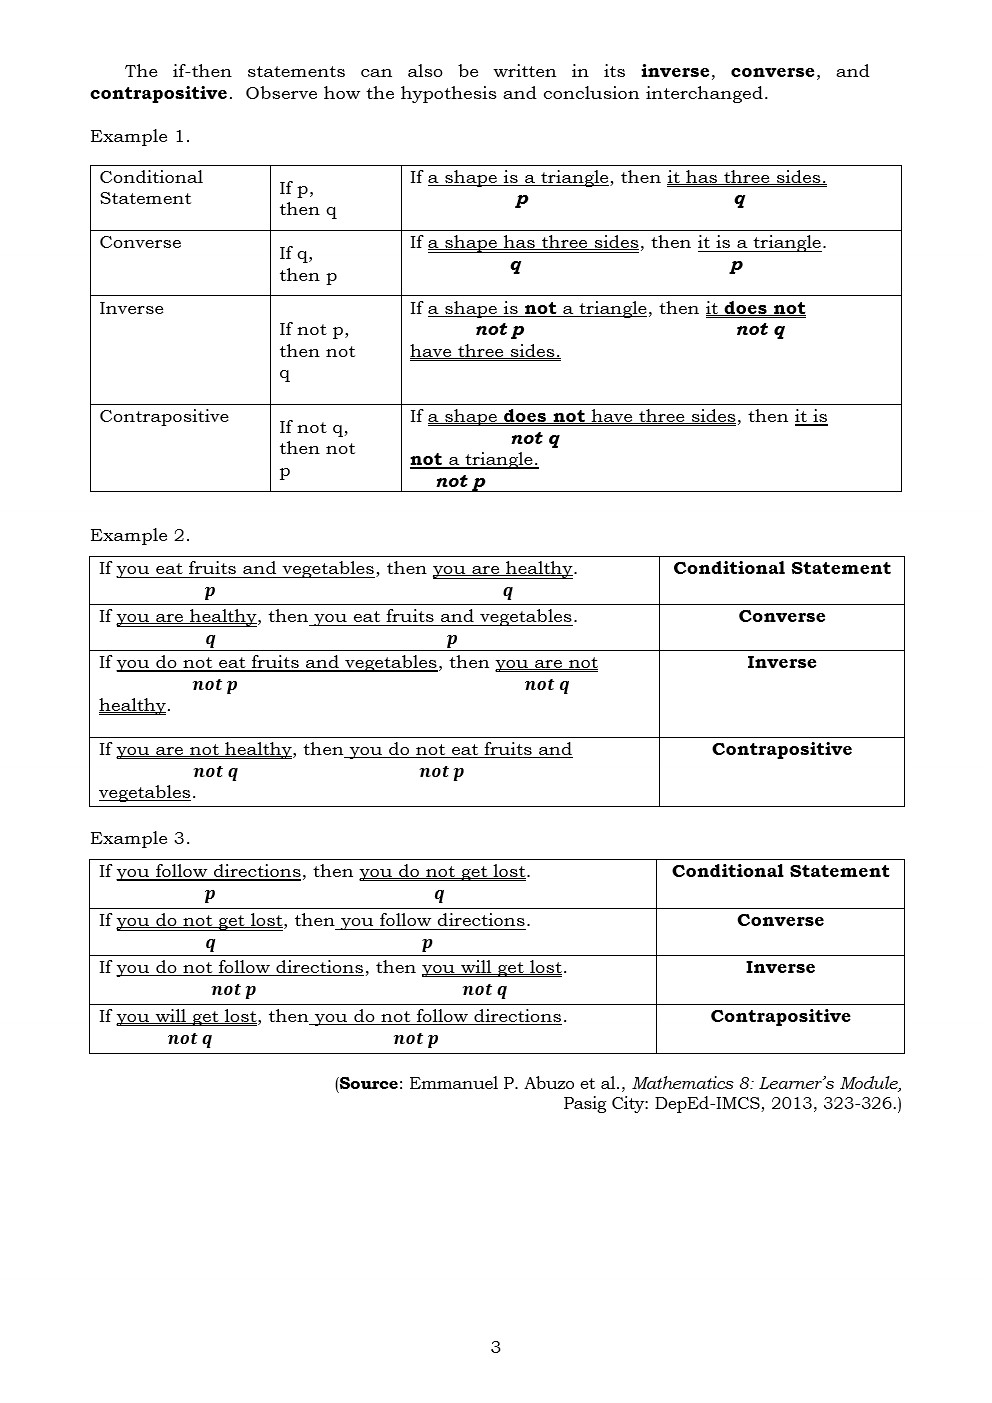 The if-then statements can also be written in its inverse, converse, and
contrapositive. Observe how the hypothesis and conclusion interchanged.
Example 1.
Conditional
Statement
If p,
then q
If a shape is a triangle, then it has three sides.
p q
Converse
If q,
then p
If a shape has three sides, then it is a triangle.
q p
Inverse
If not p,
then not
q
If a shape is not a triangle, then it does not
not p not q
have three sides.
Contrapositive
If not q,
then not
p
If a shape does not have three sides, then it is
not q
not a triangle.
not p
Example 2.
If you eat fruits and vegetables, then you are healthy.
p q
Conditional Statement
If you are healthy, then you eat fruits and vegetables.
q p
Converse
If you do not eat fruits and vegetables, then you are not
not p not q
healthy.
Inverse
If you are not healthy, then you do not eat fruits and
not q not p
vegetables.
Contrapositive
Example 3.
If you follow directions, then you do not get lost.
p q
Conditional Statement
If you do not get lost, then you follow directions.
q p
Converse
If you do not follow directions, then you will get lost.
not p not q
Inverse
If you will get lost, then you do not follow directions.
not q not p
Contrapositive
(Source: Emmanuel P. Abuzo et al., Mathematics 8: Learner's Module,
Pasig City: DepEd-IMCS, 2013, 323-326.)
3